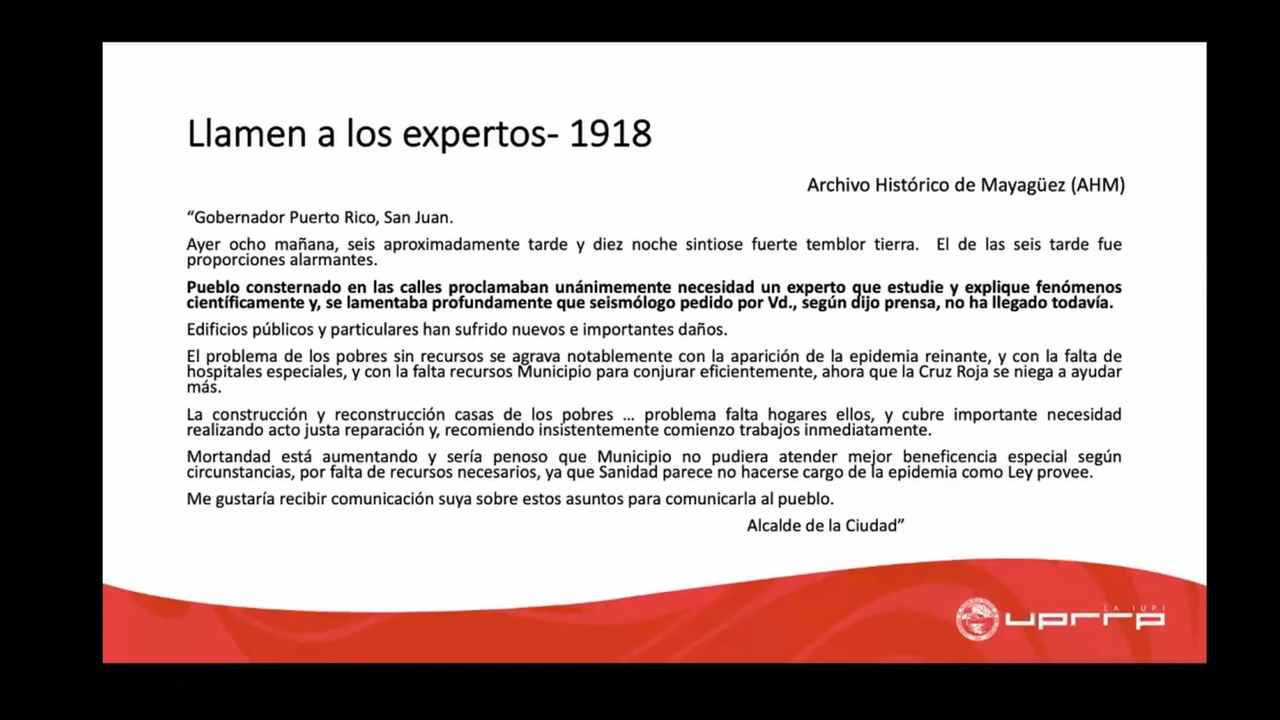 Llamen a los expertos- 1918
Archivo Histórico de Mayagüez (AHM)
“Gobernador Puerto Rico, San Juan.
Ayer ocho mañana, seis aproximadamente tarde y diez noche sintiose fuerte temblor tierra. El de las seis tarde fue
proporciones alarmantes.
Pueblo consternado en las calles proclamaban unánimemente necesidad un experto que estudie y explique fenómenos
científicamente y, se lamentaba profundamente que seismólogo pedido por Vd., según dijo prensa, no ha llegado todavía.
Edificios públicos y particulares han sufrido nuevos e importantes daños.
El problema de los pobres sin recursos se agrava notablemente con la aparición de la epidemia reinante, y con la falta de
hospitales especiales, y con la falta recursos Municipio para conjurar eficientemente, ahora que la Cruz Roja se niega a ayudar
más.
La construcción y reconstrucción casas de los pobres … problema falta hogares ellos, y cubre importante necesidad
realizando acto justa reparación y, recomiendo insistentemente comienzo trabajos inmediatamente.
Mortandad está aumentando y sería penoso que Municipio no pudiera atender mejor beneficencia especial según
circunstancias, por falta de recursos necesarios, ya que Sanidad parece no hacerse cargo de la epidemia como Ley provee.
Me gustaría recibir comunicación suya sobre estos asuntos para comunicarla al pueblo.
Alcalde de la Ciudad”
LA IUPI
uprrp